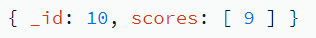 { _id: 10, scores: [ 9 ] }